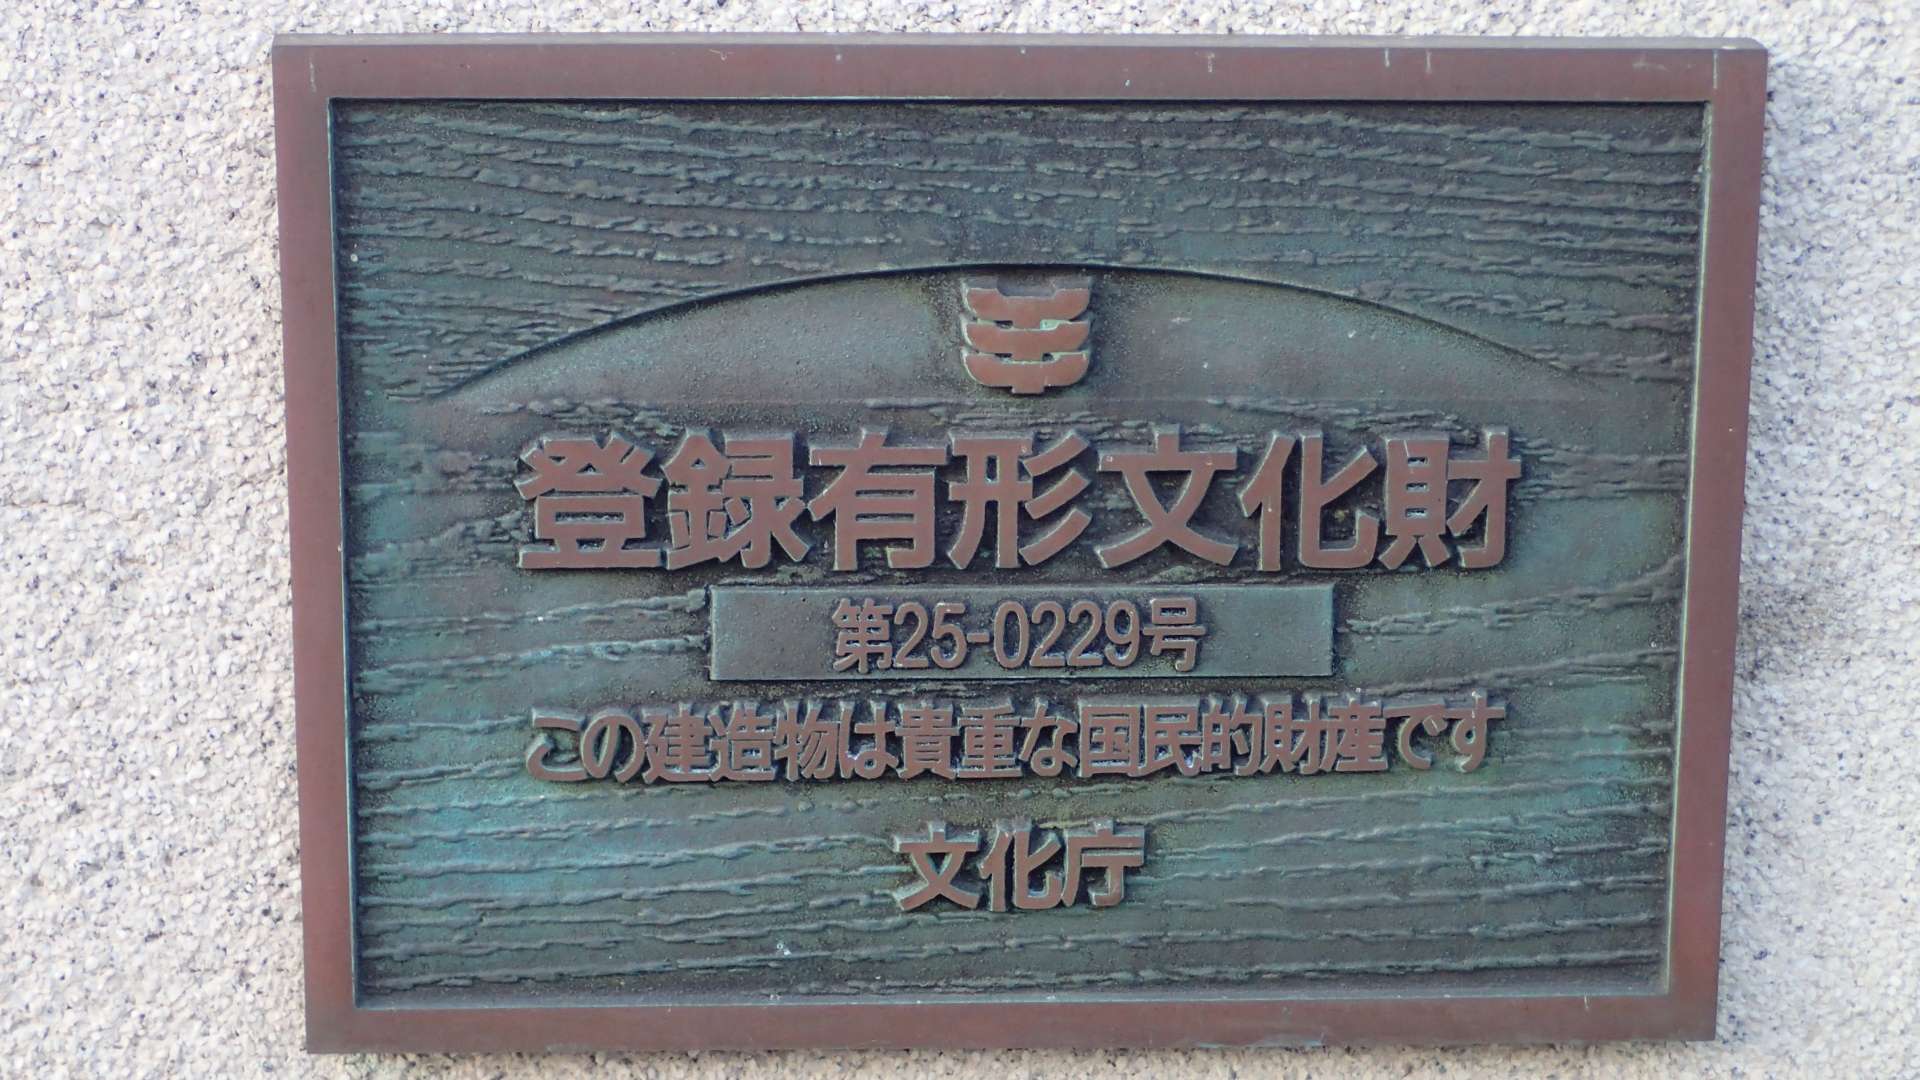 登録有形文化財
第25-0229号
この建造物は貴重な国民的財産です
文化庁